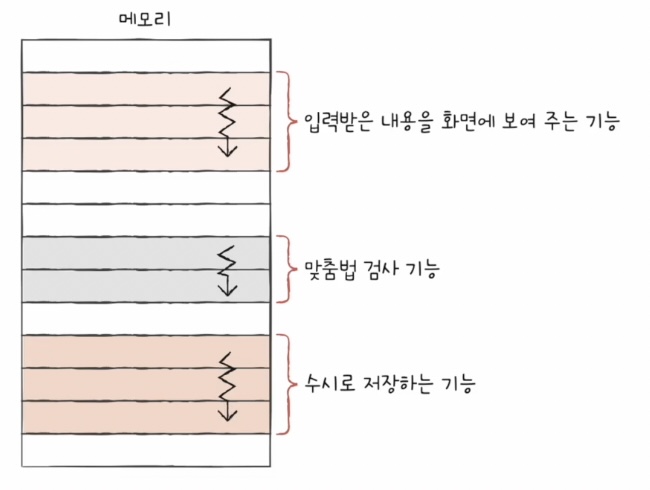 메모리
입력받은 내용을 화면에 보여 주는 기능
맞춤법 검사 기능
수시로 저장하는 기능